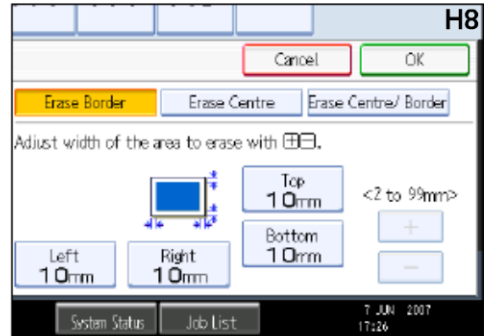 H8
Cancel OK
Erase Border Erase Centre Erase Centre/ Border
Adjust width of the area to erase with ⊞⊟.
Top
10mm <2 to 99mm>
+
Bottom
10mm
Left
10mm
Right
10mm
−
System Status Job List 7 JUN 2007
17:26